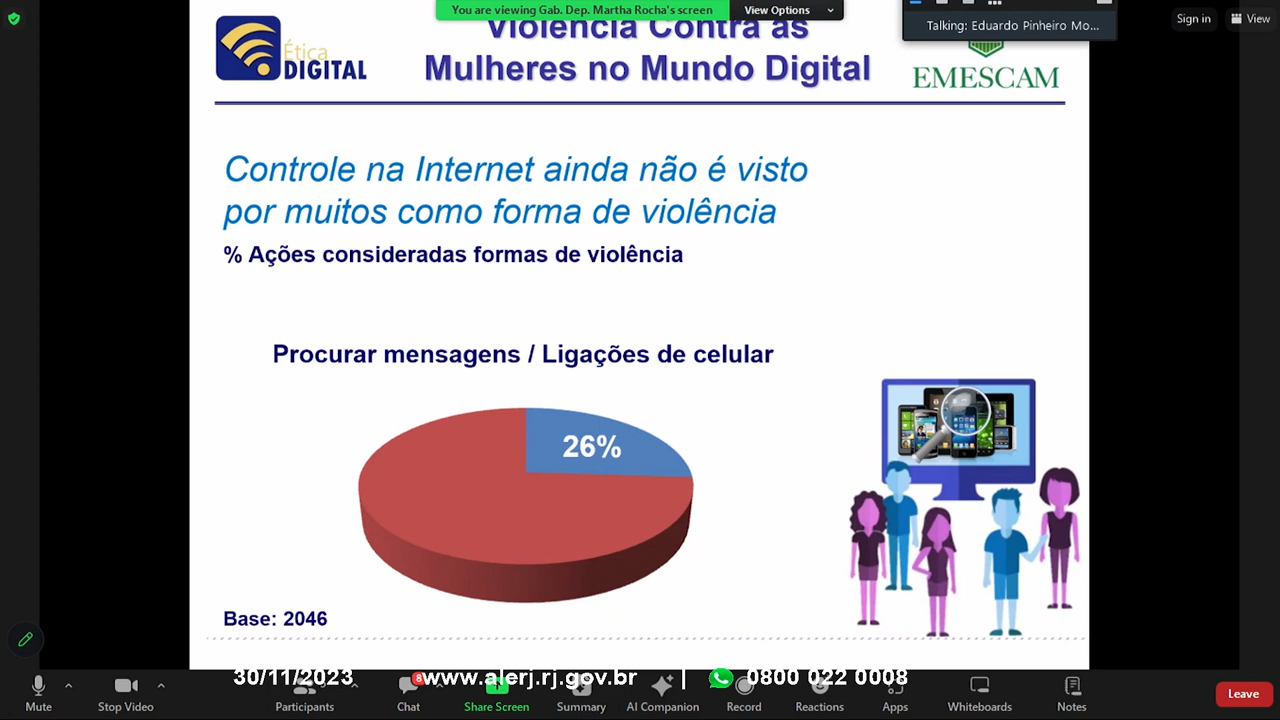 You are viewing Gab. Dep. Martha Rocha's screen
View Options
Talking: Eduardo Pinheiro Mo...
Sign in
View
Ética
DIGITAL
Violência Contra as
Mulheres no Mundo Digital
EMESCAM
Controle na Internet ainda não é visto
por muitos como forma de violência
% Ações consideradas formas de violência
Procurar mensagens / Ligações de celular
26%
Base: 2046
30/11/2023
www.alerj.rj.gov.br | 0800 022 0008
8
Mute
Stop Video
Participants
Chat
Share Screen
Summary
AI Companion
Record
Reactions
Apps
Whiteboards
Notes
Leave